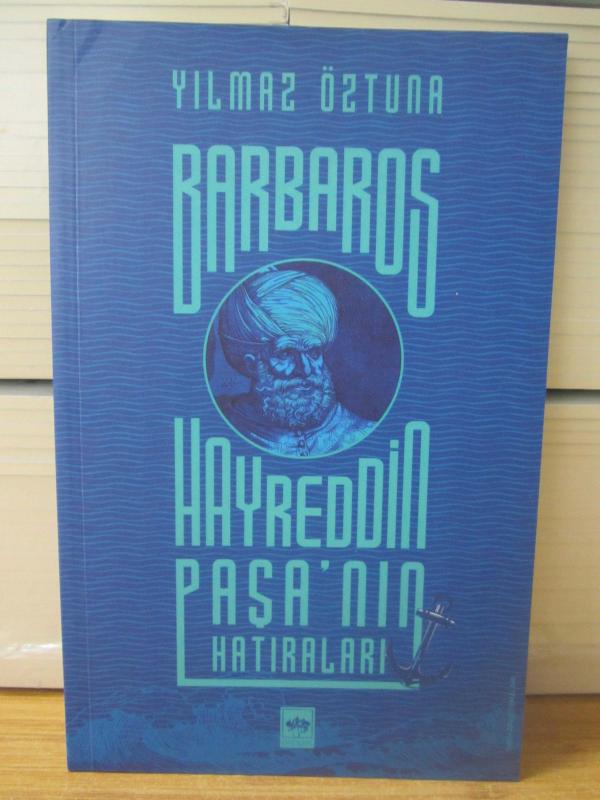 YILMAZ ÖZTUNA
BARBAROS
HAYREDDİN
PAŞA'NIN
HATIRALARI